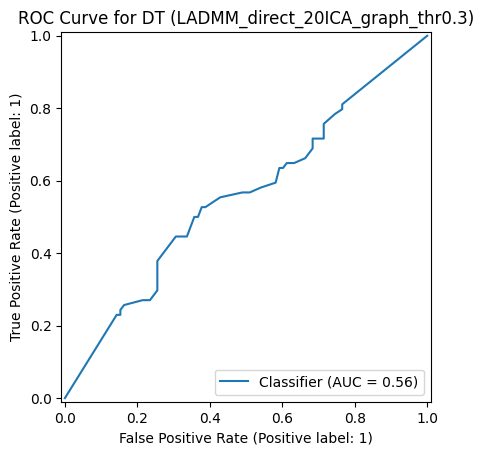 ROC Curve for DT (LADMM_direct_20ICA_graph_thr0.3)
True Positive Rate (Positive label: 1)
1.0
0.8
0.6
0.4
0.2
0.0
Classifier (AUC = 0.56)
0.0 0.2 0.4 0.6 0.8 1.0
False Positive Rate (Positive label: 1)